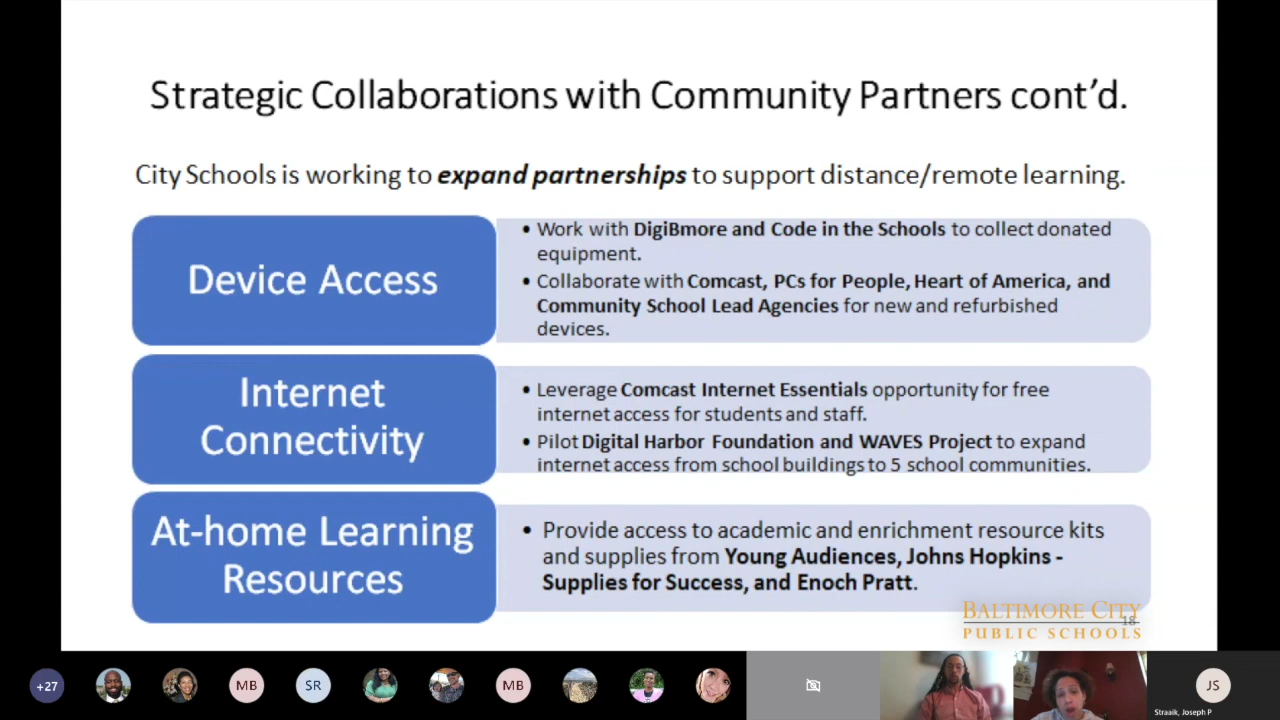 Strategic Collaborations with Community Partners cont’d.
City Schools is working to expand partnerships to support distance/remote learning.
Device Access
• Work with DigiBmore and Code in the Schools to collect donated
equipment.
• Collaborate with Comcast, PCs for People, Heart of America, and
Community School Lead Agencies for new and refurbished
devices.
Internet
Connectivity
• Leverage Comcast Internet Essentials opportunity for free
internet access for students and staff.
• Pilot Digital Harbor Foundation and WAVES Project to expand
internet access from school buildings to 5 school communities.
At-home Learning
Resources
• Provide access to academic and enrichment resource kits
and supplies from Young Audiences, Johns Hopkins -
Supplies for Success, and Enoch Pratt.
BALTIMORE CITY
18
PUBLIC SCHOOLS
+27
MB
SR
MB
JS
Straaik, Joseph P